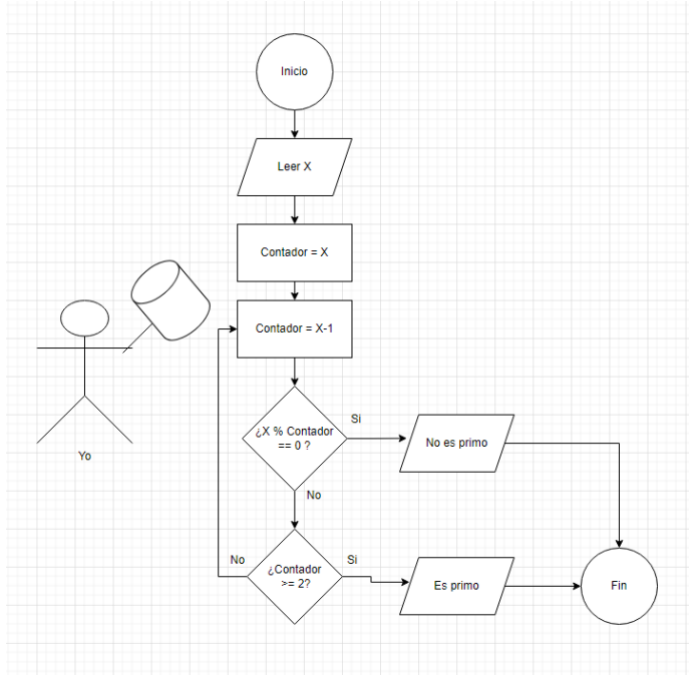 Inicio
Leer X
Contador = X
Contador = X-1
¿X % Contador
== 0 ?
Si
No es primo
No
Yo
¿Contador
>= 2?
No
Si
Es primo
Fin